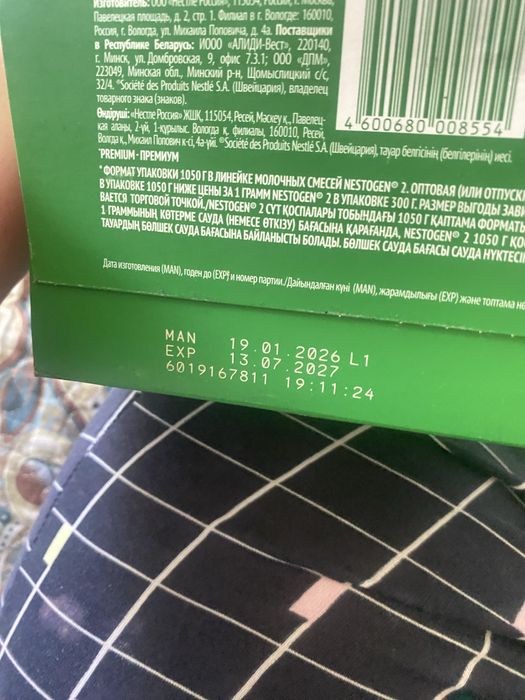 Изготовитель: ООО «Нестле Россия», 115054, Россия, г. Москва,
Павелецкая площадь, д. 2, стр. 1. Филиал в г. Вологде: 160010,
Россия, г. Вологда, ул. Михаила Поповича, д. 4а. Поставщики
в Республике Беларусь: ИООО «АЛИДИ-Вест», 220140,
г. Минск, ул. Домбровская, 9, офис 7.3.1; ООО «ДПМ»,
223049, Минская обл., Минский р-н, Щомыслицкий с/с,
32/4. ®Société des Produits Nestlé S.A. (Швейцария), владелец
товарного знака (знаков).
Өндіруші: «Нестле Россия» ЖШҚ, 115054, Ресей, Мәскеу қ., Павелец-
кая алаңы, 2-үй, 1-құрылыс. Вологда қ. филиалы, 160010, Ресей,
Вологда қ., Михаил Попович к-сі, 4а-үй. ®Société des Produits Nestlé S.A. (Швейцария), тауар белгісінің (белгілерінің) иесі.
4 600680 008554
*PREMIUM - ПРЕМИУМ
* ФОРМАТ УПАКОВКИ 1050 Г В ЛИНЕЙКЕ МОЛОЧНЫХ СМЕСЕЙ NESTOGEN® 2. ОПТОВАЯ (ИЛИ ОТПУСКН
В УПАКОВКЕ 1050 Г НИЖЕ ЦЕНЫ ЗА 1 ГРАММ NESTOGEN® 2 В УПАКОВКЕ 300 Г. РАЗМЕР ВЫГОДЫ ЗАВИ
ВАЕТСЯ ТОРГОВОЙ ТОЧКОЙ./NESTOGEN® 2 СҮТ ҚОСПАЛАРЫ ТОБЫНДАҒЫ 1050 Г ҚАПТАМА ФОРМАТЫ
1 ГРАММЫНЫҢ КӨТЕРМЕ САУДА (НЕМЕСЕ ӨТКІЗУ) БАҒАСЫНА ҚАРАҒАНДА, NESTOGEN® 2 1050 Г ҚО
ТАУАРДЫҢ БӨЛШЕК САУДА БАҒАСЫНА БАЙЛАНЫСТЫ БОЛАДЫ. БӨЛШЕК САУДА БАҒАСЫ САУДА НҮКТЕСІ
Дата изготовления (MAN), годен до (EXP) и номер партии./Дайындалған күні (MAN), жарамдылығы (EXP) және топтама не
MAN 19.01.2026 L1
EXP 13.07.2027
6019167811 19:11:24